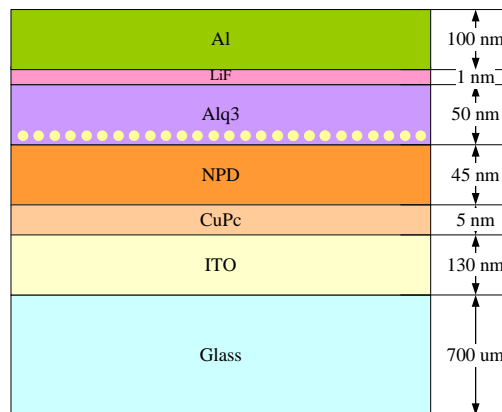 Al 100 nm
LiF 1 nm
Alq3 50 nm
NPD 45 nm
CuPc 5 nm
ITO 130 nm
Glass 700 um